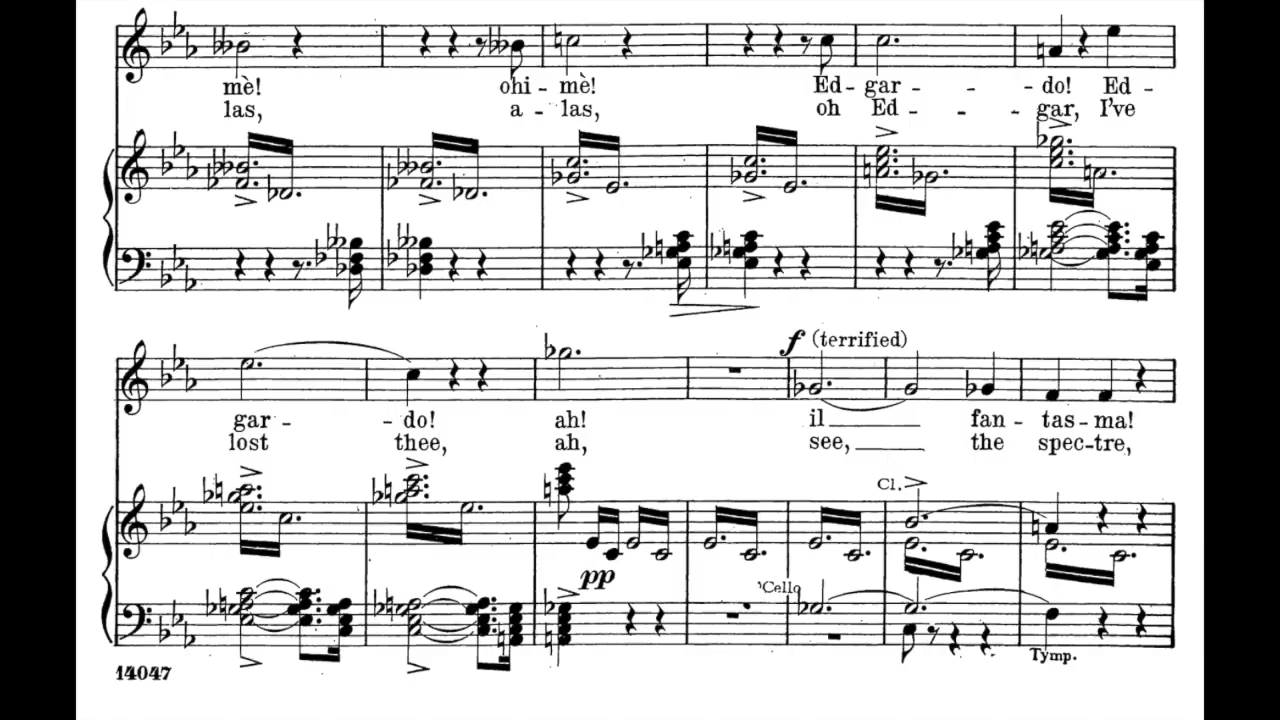 mè! ohi - mè! Ed- gar - - do! Ed -
las, a - las, oh Ed - - gar, I've
f (terrified)
gar - - do! ah! il fan - tas - ma!
lost thee, ah, see, the spec-tre,
Cl.
pp
'Cello
Tymp.
14047